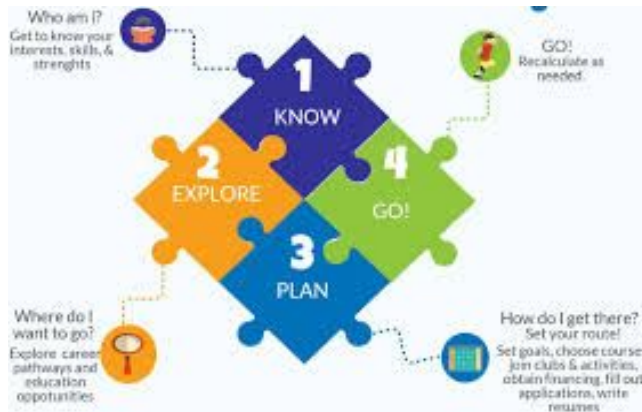 Who am I?
Get to know your
interests, skills, &
strenghts
1
KNOW
2
EXPLORE
3
PLAN
4
GO!
GO!
Recalculate as
needed.
Where do I
want to go?
Explore career
pathways and
education
oppotunities
How do I get there?
Set your route!
Set goals, choose course
join clubs & activities,
obtain financing, fill out
applications, write
resumes